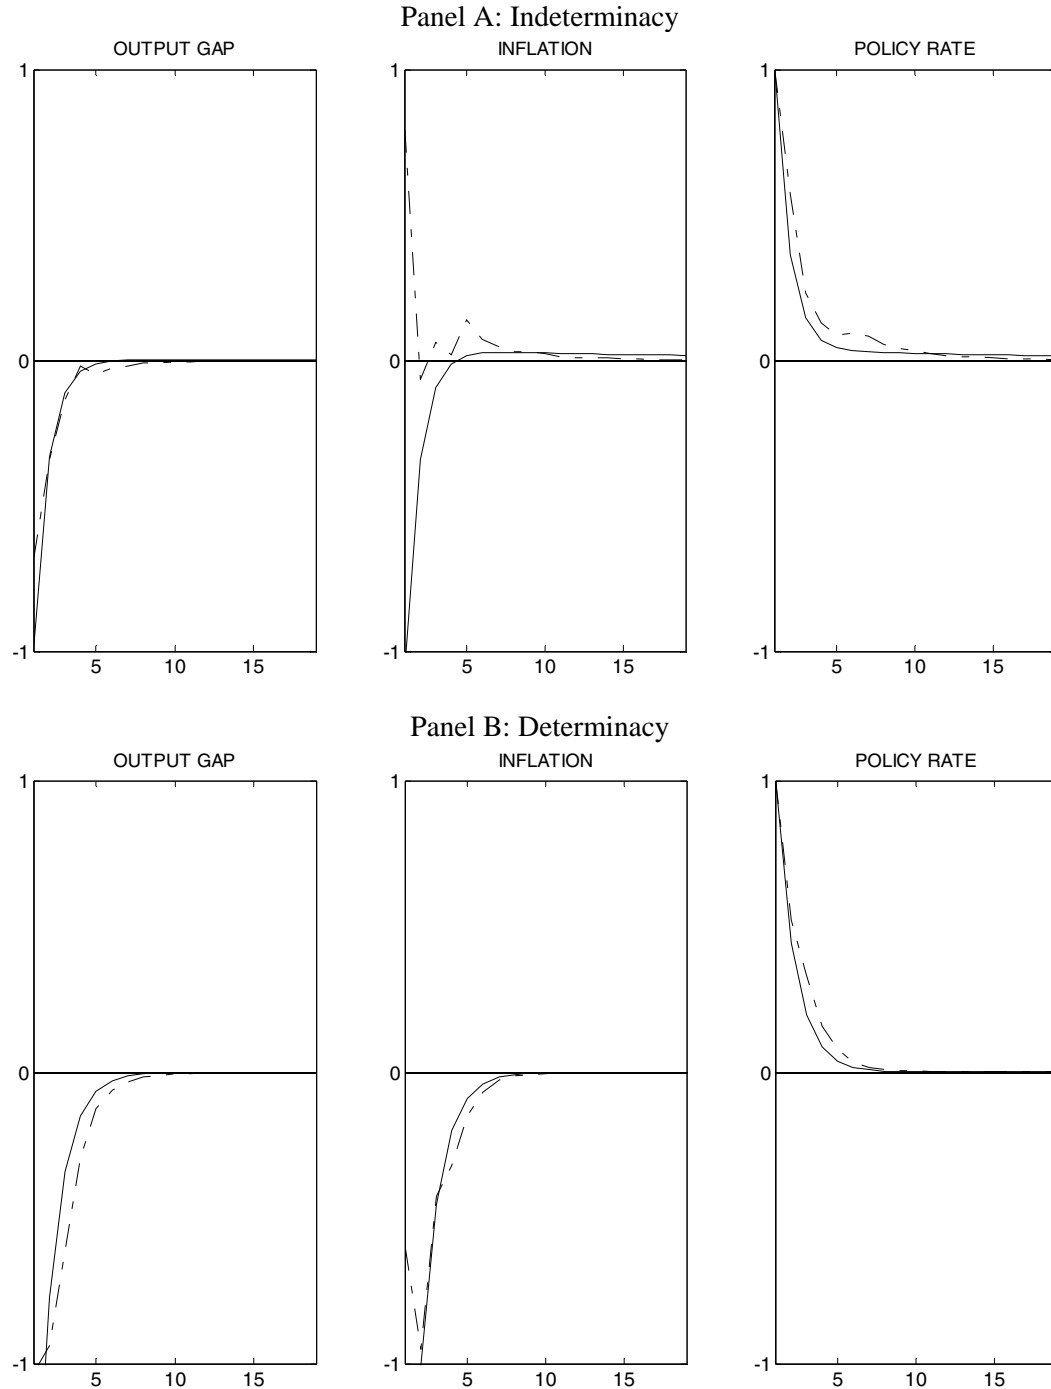 Panel A: Indeterminacy
OUTPUT GAP INFLATION POLICY RATE
1 1 1
0 0 0
-1 -1 -1
5 10 15 5 10 15 5 10 15
Panel B: Determinacy
OUTPUT GAP INFLATION POLICY RATE
1 1 1
0 0 0
-1 -1 -1
5 10 15 5 10 15 5 10 15